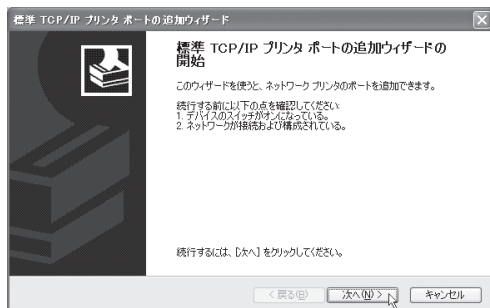 標準 TCP/IP プリンタ ポートの追加ウィザード
標準 TCP/IP プリンタ ポートの追加ウィザードの
開始
このウィザードを使うと、ネットワーク プリンタのポートを追加できます。
続行する前に以下の点を確認してください:
1. デバイスのスイッチがオンになっている。
2. ネットワークが接続および構成されている。
続行するには、[次へ] をクリックしてください。
< 戻る(B)
次へ(N) >
キャンセル